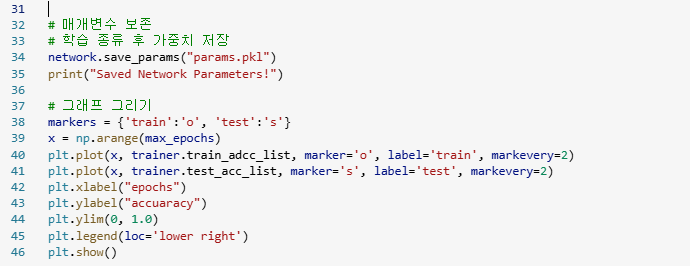 31
32 # 매개변수 보존
33 # 학습 종류 후 가중치 저장
34 network.save_params("params.pkl")
35 print("Saved Network Parameters!")
36
37 # 그래프 그리기
38 markers = {'train':'o', 'test':'s'}
39 x = np.arange(max_epochs)
40 plt.plot(x, trainer.train_adcc_list, marker='o', label='train', markevery=2)
41 plt.plot(x, trainer.test_acc_list, marker='s', label='test', markevery=2)
42 plt.xlabel("epochs")
43 plt.ylabel("accuaracy")
44 plt.ylim(0, 1.0)
45 plt.legend(loc='lower right')
46 plt.show()